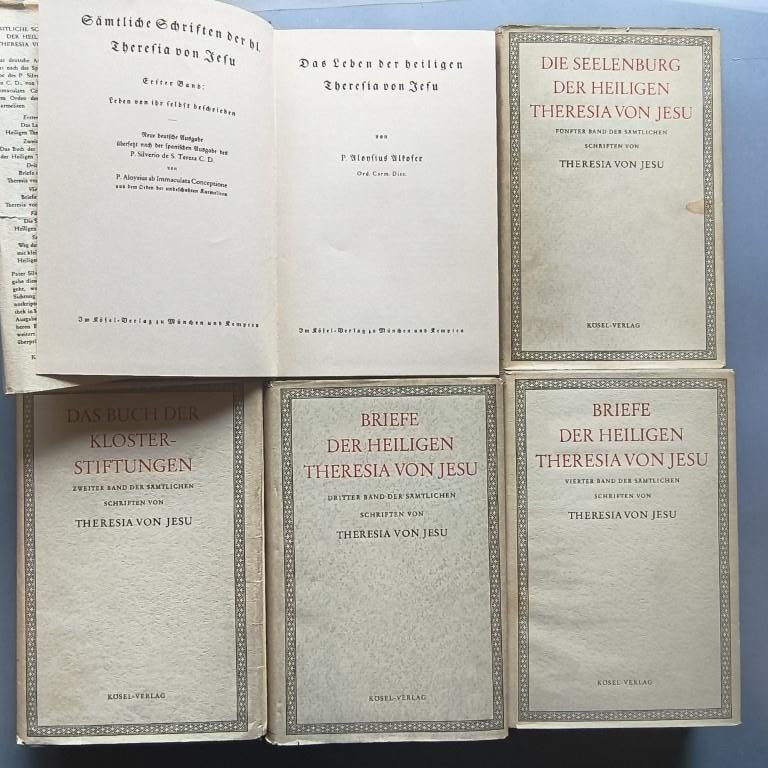 Sämtliche Schriften der hl.
Theresia von Jesu
Erster Band:
Leben von ihr selbst beschrieben
Neue deutsche Ausgabe
übersetzt nach der spanischen Ausgabe des
P. Silverio de S. Teresa C. D.
von
P. Aloysius ab Immaculata Conceptione
aus dem Orden der unbeschuhten Karmeliten
Im Kösel-Verlag zu München und Kempten
Das Leben der heiligen
Theresia von Jesu
von
P. Aloysius Alkofer
Ord. Carm. Disc.
Im Kösel-Verlag zu München und Kempten
DIE SEELENBURG
DER HEILIGEN
THERESIA VON JESU
FÜNFTER BAND DER SÄMTLICHEN
SCHRIFTEN VON
THERESIA VON JESU
KÖSEL-VERLAG
DAS BUCH DER
KLOSTER-
STIFTUNGEN
ZWEITER BAND DER SÄMTLICHEN
SCHRIFTEN VON
THERESIA VON JESU
KÖSEL-VERLAG
BRIEFE
DER HEILIGEN
THERESIA VON JESU
DRITTER BAND DER SÄMTLICHEN
SCHRIFTEN VON
THERESIA VON JESU
KÖSEL-VERLAG
BRIEFE
DER HEILIGEN
THERESIA VON JESU
VIERTER BAND DER SÄMTLICHEN
SCHRIFTEN VON
THERESIA VON JESU
KÖSEL-VERLAG